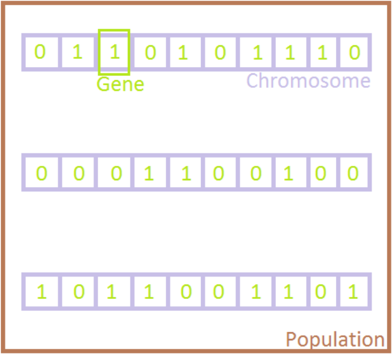 0 1 1 0 1 0 1 1 1 0
Gene Chromosome
0 0 0 1 1 0 0 1 0 0
1 0 1 1 0 0 1 1 0 1
Population